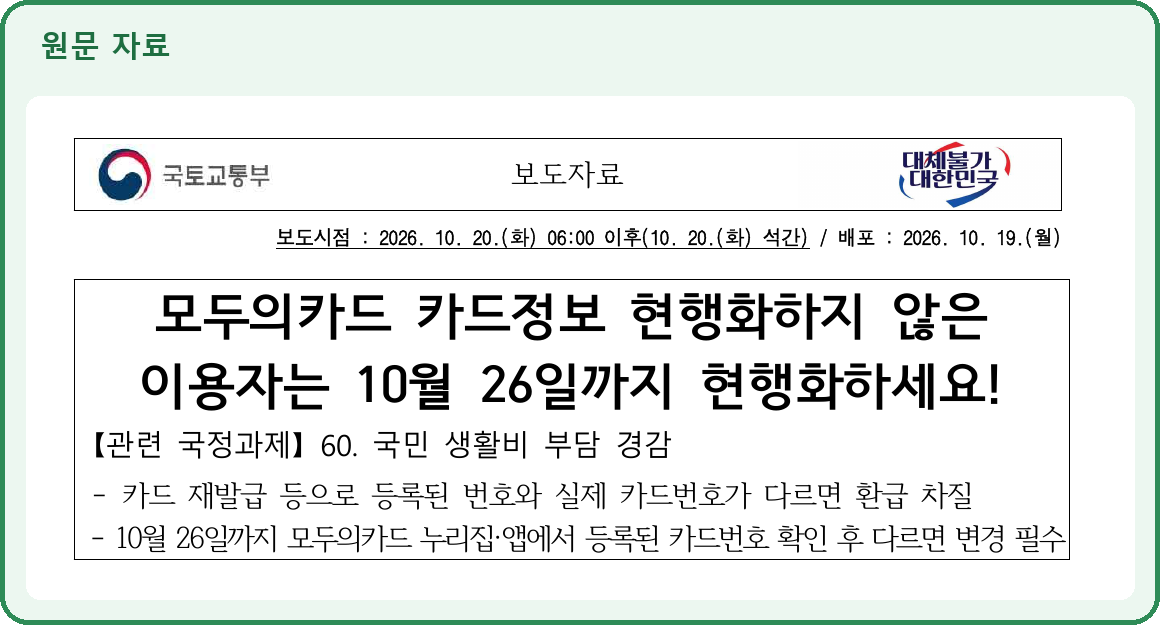 원문 자료
국토교통부
보도자료
대체불가
대한민국
보도시점 : 2026. 10. 20.(화) 06:00 이후(10. 20.(화) 석간) / 배포 : 2026. 10. 19.(월)
모두의카드 카드정보 현행화하지 않은
이용자는 10월 26일까지 현행화하세요!
【관련 국정과제】 60. 국민 생활비 부담 경감
- 카드 재발급 등으로 등록된 번호와 실제 카드번호가 다르면 환급 차질
- 10월 26일까지 모두의카드 누리집·앱에서 등록된 카드번호 확인 후 다르면 변경 필수